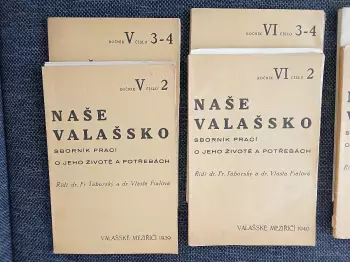 ROČNÍK V ČÍSLO 3-4
ROČNÍK V ČÍSLO 2
NAŠE
VALAŠSKO
SBORNÍK PRACÍ
O JEHO ŽIVOTĚ A POTŘEBÁCH
Řídí dr. Fr. Táborský a dr. Vlasta Fialová
VALAŠSKÉ MEZIŘÍČÍ 1939
ROČNÍK VI ČÍSLO 3-4
ROČNÍK VI ČÍSLO 2
NAŠE
VALAŠSKO
SBORNÍK PRACÍ
O JEHO ŽIVOTĚ A POTŘEBÁCH
Řídí dr. Fr. Táborský a dr. Vlasta Fialová
VALAŠSKÉ MEZIŘÍČÍ 1940